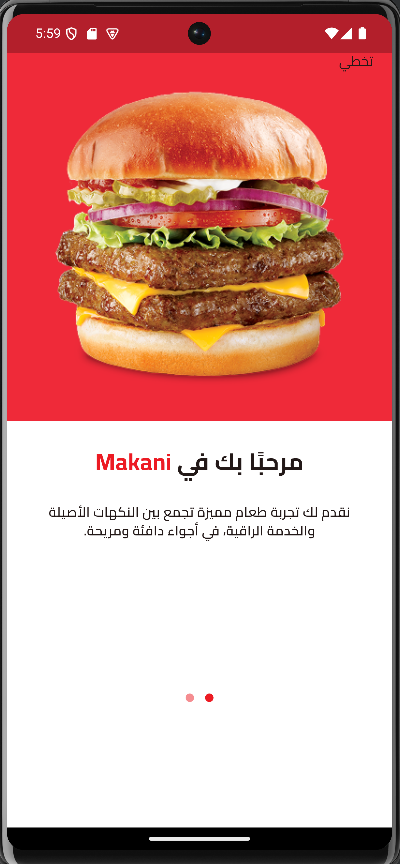 5:59
تخطي
مرحبًا بك في Makani
نقدم لك تجربة طعام مميزة تجمع بين النكهات الأصيلة
والخدمة الراقية، في أجواء دافئة ومريحة.